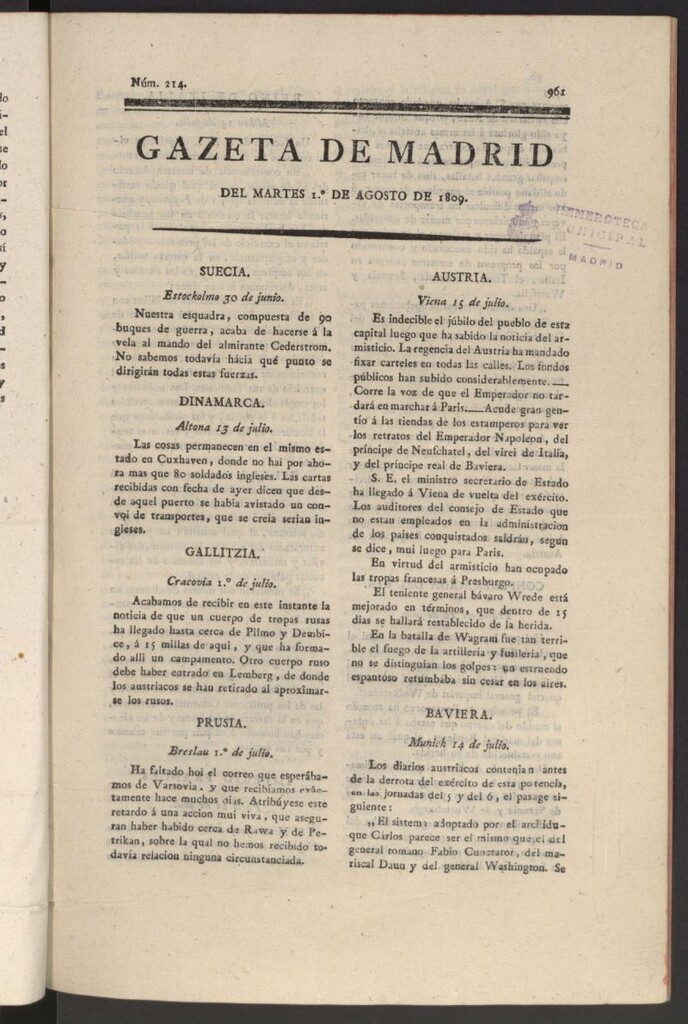 Núm. 214.
961
GAZETA DE MADRID
DEL MARTES 1.º DE AGOSTO DE 1809.
HEMEROTECA
MUNICIPAL
MADRID
SUECIA.
Estockolmo 30 de junio.
Nuestra esquadra, compuesta de 90
buques de guerra, acaba de hacerse á la
vela al mando del almirante Cederstrom.
No sabemos todavía hácia qué punto se
dirigirán todas estas fuerzas.
DINAMARCA.
Altona 13 de julio.
Las cosas permanecen en el mismo es-
tado en Cuxhaven, donde no hai por aho-
ra mas que 80 soldados ingleses. Las cartas
recibidas con fecha de ayer dicen que des-
de aquel puerto se habia avistado un con-
voi de transportes, que se creia serian in-
gleses.
GALLITZIA.
Cracovia 1.º de julio.
Acabamos de recibir en este instante la
noticia de que un cuerpo de tropas rusas
ha llegado hasta cerca de Pilmo y Dembi-
ce, á 15 millas de aqui, y que ha forma-
do alli un campamento. Otro cuerpo ruso
debe haber entrado en Lemberg, de donde
los austriacos se han retirado al aproximar-
se los rusos.
PRUSIA.
Breslau 1.º de julio.
Ha faltado hoi el correo que esperába-
mos de Varsovia, y que recibiamos exâc-
tamente hace muchos dias. Atribúyese este
retardo á una accion mui viva, que asegu-
ran haber habido cerca de Rawa y de Pe-
trikan, sobre la qual no hemos recibido to-
davía relacion ninguna circunstanciada.
AUSTRIA.
Viena 15 de julio.
Es indecible el júbilo del pueblo de esta
capital luego que ha sabido la noticia del ar-
misticio. La regencia del Austria ha mandado
fixar carteles en todas las calles. Los fondos
públicos han subido considerablemente.—
Corre la voz de que el Emperador no tar-
dará en marchar á Paris.—Acude gran gen-
tío á las tiendas de los estamperos para ver
los retratos del Emperador Napoleon, del
príncipe de Neufchatel, del virei de Italia,
y del príncipe real de Baviera.
S. E. el ministro secretario de Estado
ha llegado á Viena de vuelta del exército.
Los auditores del consejo de Estado que
no estan empleados en la administracion
de los paises conquistados saldrán, segun
se dice, mui luego para Paris.
En virtud del armisticio han ocupado
las tropas francesas á Presburgo.
El teniente general bávaro Wrede está
mejorado en términos, que dentro de 15
dias se hallará restablecido de la herida.
En la batalla de Wagram fue tan terri-
ble el fuego de la artillería y fusilería, que
no se distinguian los golpes: un estruendo
espantoso retumbaba sin cesar en los aires.
BAVIERA.
Munich 14 de julio.
Los diarios austriacos contenian antes
de la derrota del exército de esta potencia,
en las jornadas del 5 y del 6, el pasage si-
guiente:
„El sistema adoptado por el archidu-
que Cárlos parece ser el mismo que el del
general romano Fabio Cunctator, del ma-
riscal Daun y del general Washington. Se